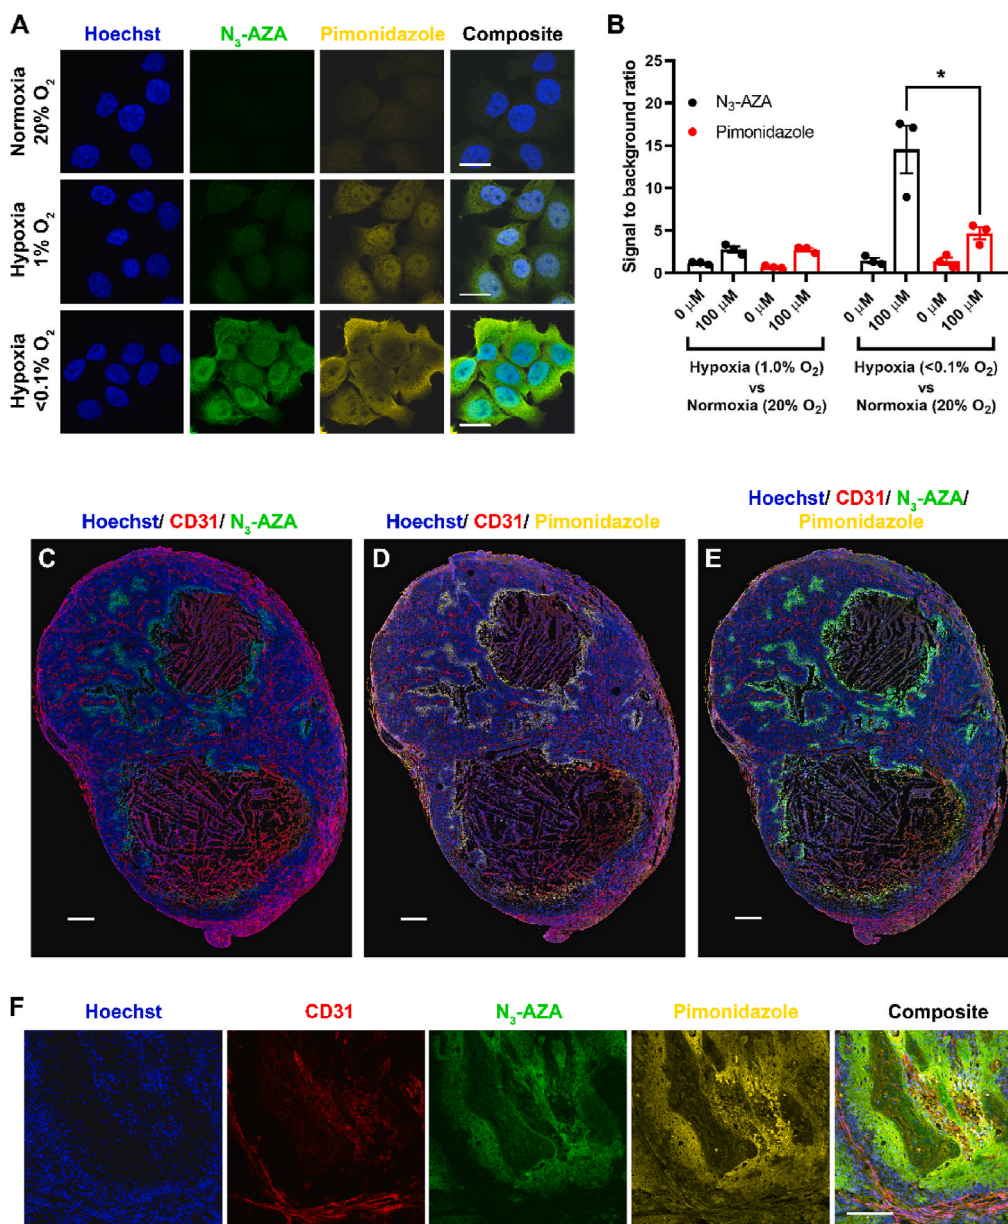 A
Hoechst N₃-AZA Pimonidazole Composite
Normoxia
20% O₂
Hypoxia
1% O₂
Hypoxia
<0.1% O₂
B
Signal to background ratio
25
20
15
10
5
0
N₃-AZA
Pimonidazole
*
0 µM 100 µM 0 µM 100 µM 0 µM 100 µM 0 µM 100 µM
Hypoxia (1.0% O₂)
vs
Normoxia (20% O₂)
Hypoxia (<0.1% O₂)
vs
Normoxia (20% O₂)
Hoechst/ CD31/ N₃-AZA
C
Hoechst/ CD31/ Pimonidazole
D
Hoechst/ CD31/ N₃-AZA/
Pimonidazole
E
F
Hoechst CD31 N₃-AZA Pimonidazole Composite